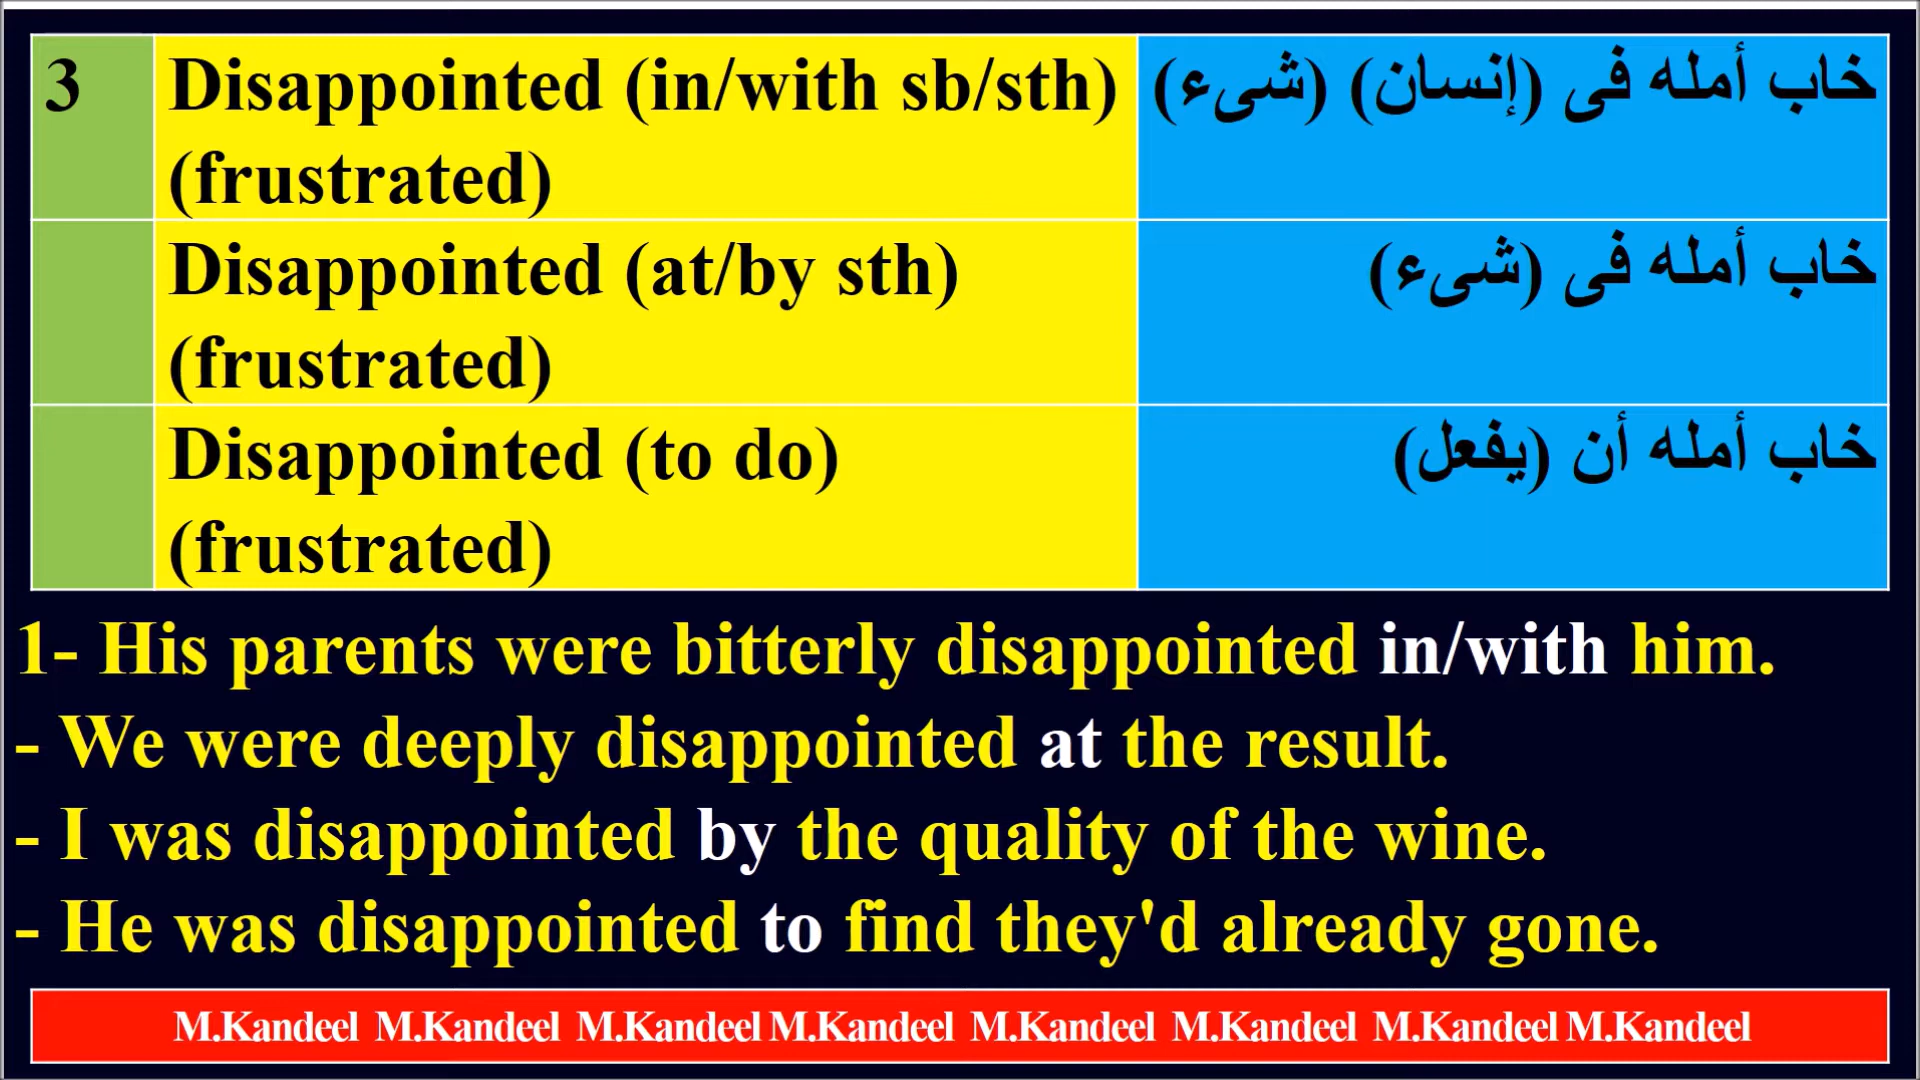 3 Disappointed (in/with sb/sth) خاب أمله فى (إنسان) (شىء)
(frustrated)
Disappointed (at/by sth) خاب أمله فى (شىء)
(frustrated)
Disappointed (to do) خاب أمله أن (يفعل)
(frustrated)
1- His parents were bitterly disappointed in/with him.
- We were deeply disappointed at the result.
- I was disappointed by the quality of the wine.
- He was disappointed to find they'd already gone.
M.Kandeel M.Kandeel M.Kandeel M.Kandeel M.Kandeel M.Kandeel M.Kandeel M.Kandeel